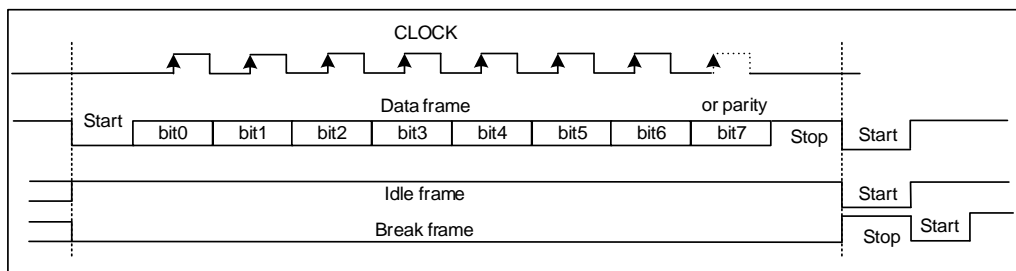 CLOCK
Data frame or parity
Start bit0 bit1 bit2 bit3 bit4 bit5 bit6 bit7 Stop Start
Idle frame Start
Break frame Stop Start